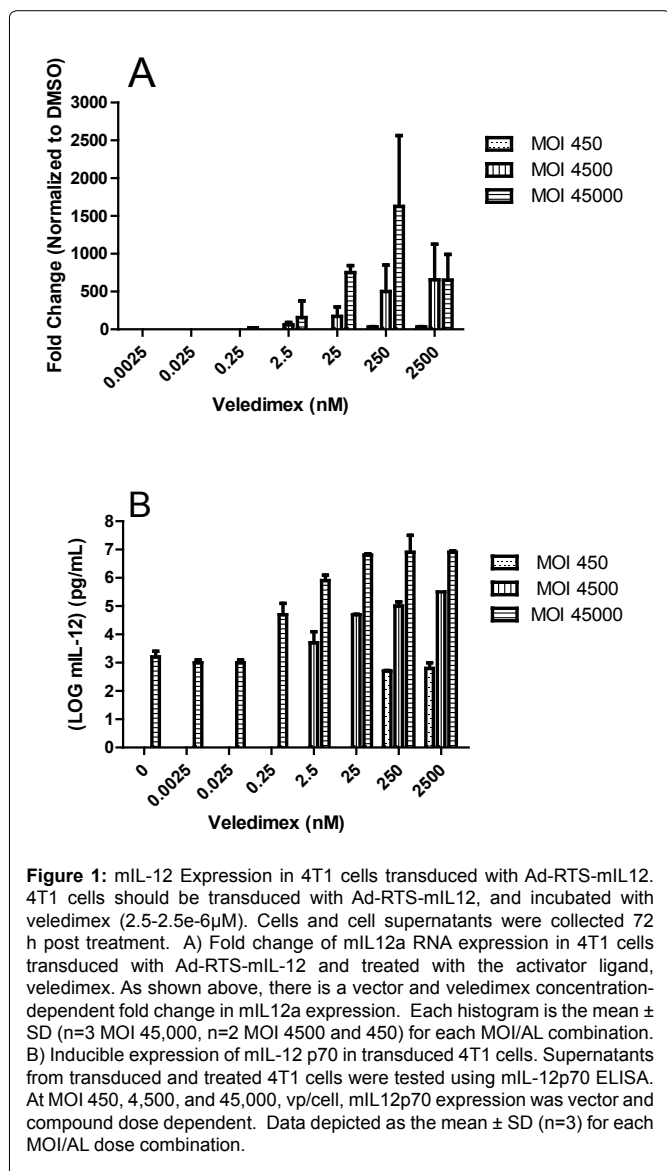 A
3000
2500
2000
1500
1000
500
0
Fold Change (Normalized to DMSO)
MOI 450
MOI 4500
MOI 45000
0.0025
0.025
0.25
2.5
25
250
2500
Veledimex (nM)
B
8
7
6
5
4
3
2
1
0
(LOG mIL-12) (pg/mL)
MOI 450
MOI 4500
MOI 45000
0
0.0025
0.025
0.25
2.5
25
250
2500
Veledimex (nM)
Figure 1: mIL-12 Expression in 4T1 cells transduced with Ad-RTS-mIL12.
4T1 cells should be transduced with Ad-RTS-mIL12, and incubated with
veledimex (2.5-2.5e-6μM). Cells and cell supernatants were collected 72
h post treatment. A) Fold change of mIL12a RNA expression in 4T1 cells
transduced with Ad-RTS-mIL-12 and treated with the activator ligand,
veledimex. As shown above, there is a vector and veledimex concentration-
dependent fold change in mIL12a expression. Each histogram is the mean ±
SD (n=3 MOI 45,000, n=2 MOI 4500 and 450) for each MOI/AL combination.
B) Inducible expression of mIL-12 p70 in transduced 4T1 cells. Supernatants
from transduced and treated 4T1 cells were tested using mIL-12p70 ELISA.
At MOI 450, 4,500, and 45,000, vp/cell, mIL12p70 expression was vector and
compound dose dependent. Data depicted as the mean ± SD (n=3) for each
MOI/AL dose combination.